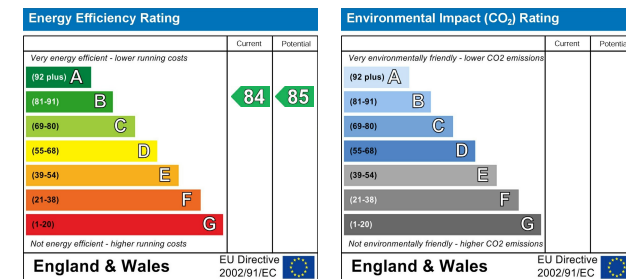 Energy Efficiency Rating
Current Potential
Very energy efficient - lower running costs
(92 plus) A
(81-91) B
84 85
(69-80) C
(55-68) D
(39-54) E
(21-38) F
(1-20) G
Not energy efficient - higher running costs
England & Wales
EU Directive
2002/91/EC
Environmental Impact (CO₂) Rating
Current Potential
Very environmentally friendly - lower CO2 emissions
(92 plus) A
(81-91) B
(69-80) C
(55-68) D
(39-54) E
(21-38) F
(1-20) G
Not environmentally friendly - higher CO2 emissions
England & Wales
EU Directive
2002/91/EC